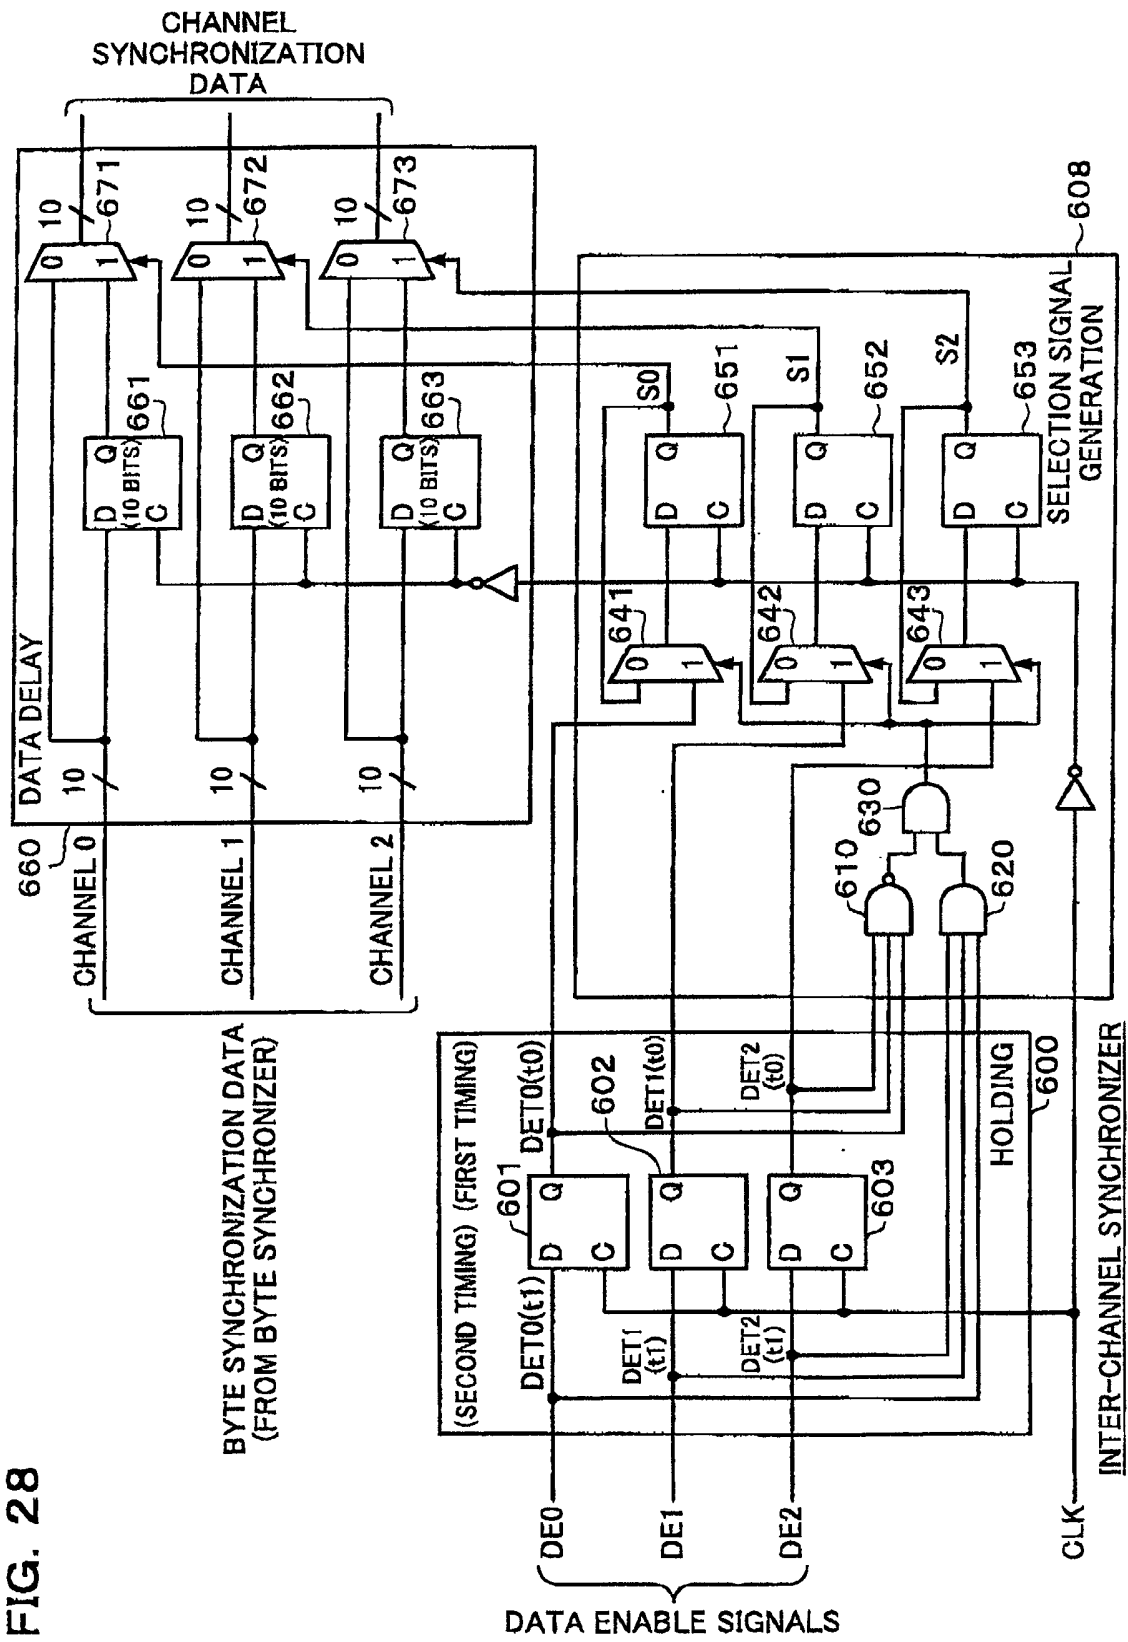 FIG. 28
CHANNEL
SYNCHRONIZATION
DATA
DATA DELAY
660
CHANNEL 0
CHANNEL 1
CHANNEL 2
10
10
10
D
Q
(10 BITS)
C
661
D
Q
(10 BITS)
C
662
D
Q
(10 BITS)
C
663
0
1
671
10
0
1
672
10
0
1
673
10
BYTE SYNCHRONIZATION DATA
(FROM BYTE SYNCHRONIZER)
608
SELECTION SIGNAL
GENERATION
S0
651
D
Q
C
S1
652
D
Q
C
S2
653
D
Q
C
641
0
1
642
0
1
643
0
1
630
610
620
(SECOND TIMING) (FIRST TIMING)
DET0(t1)
601
DET0(t0)
D
Q
C
DET1
(t1)
602
DET1(t0)
D
Q
C
DET2
(t1)
603
DET2
(t0)
D
Q
C
HOLDING
600
DE0
DE1
DE2
DATA ENABLE SIGNALS
CLK
INTER-CHANNEL SYNCHRONIZER